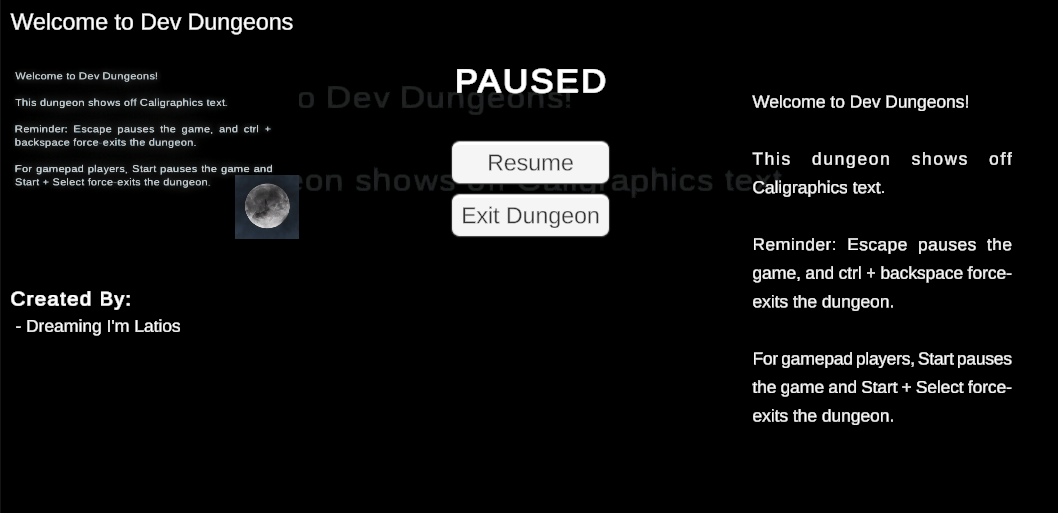 Welcome to Dev Dungeons
Welcome to Dev Dungeons!
This dungeon shows off Caligraphics text.
Reminder: Escape pauses the game, and ctrl +
backspace force-exits the dungeon.
For gamepad players, Start pauses the game and
Start + Select force-exits the dungeon.
Created By:
- Dreaming I'm Latios
PAUSED
o Dev Dungeons!
Resume
eon shows off Caligraphics text.
Exit Dungeon
Welcome to Dev Dungeons!
This dungeon shows off
Caligraphics text.
Reminder: Escape pauses the
game, and ctrl + backspace force-
exits the dungeon.
For gamepad players, Start pauses
the game and Start + Select force-
exits the dungeon.